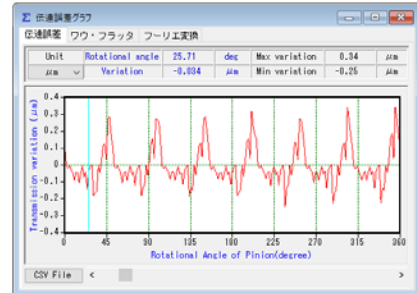 Σ 伝達誤差グラフ
伝達誤差 ワウ・フラッタ フーリエ変換
Unit Rotational angle 25.71 deg Max variation 0.34 μm
μm Variation -0.034 μm Min variation -0.25 μm
Transmission variation (μm)
0.4
0.3
0.2
0.1
0
-0.1
-0.2
-0.3
-0.4
0 45 90 135 180 225 270 315 360
Rotational Angle of Pinion(degree)
CSV File